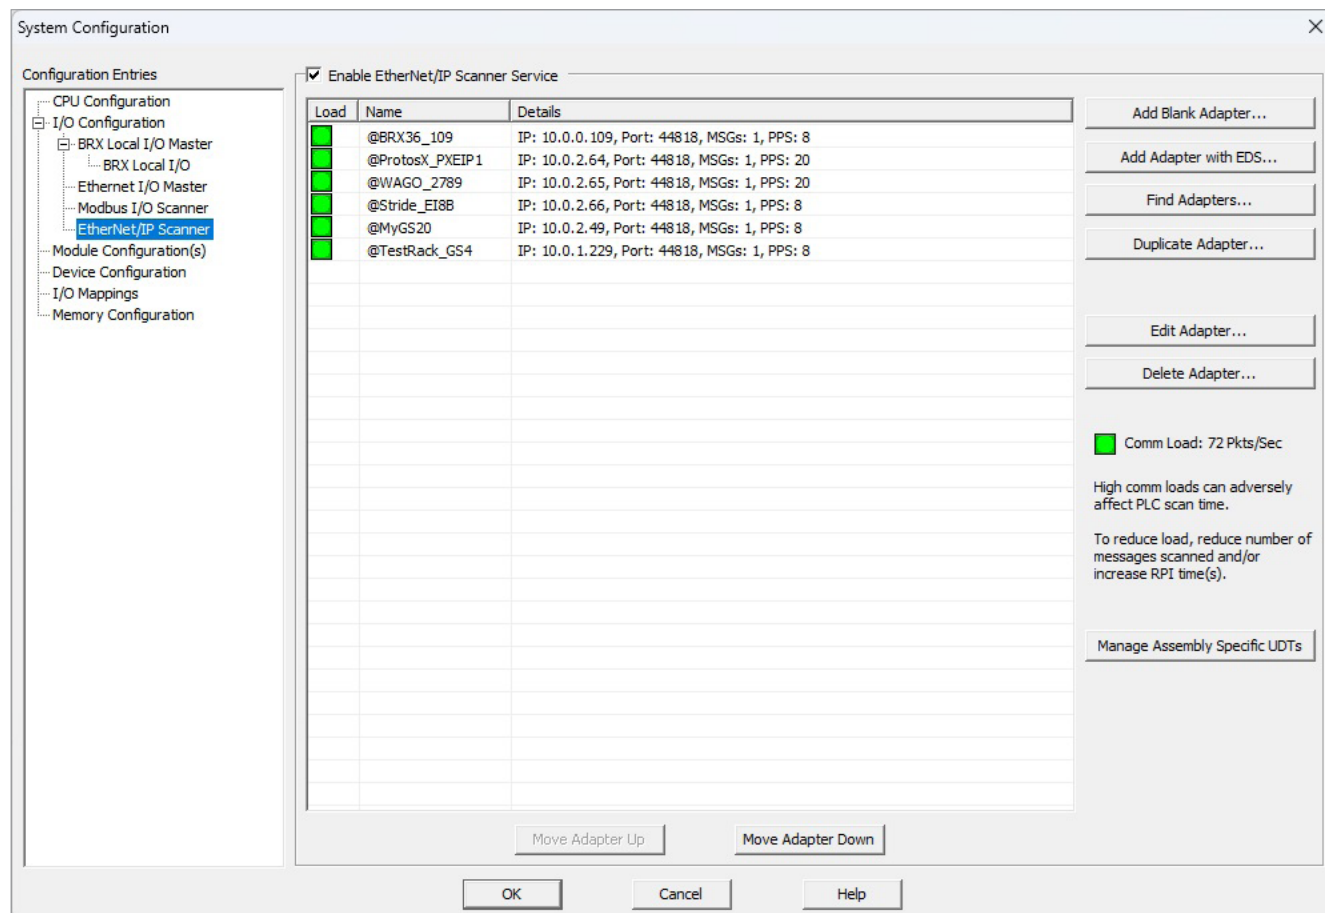 System Configuration
Configuration Entries
CPU Configuration
I/O Configuration
BRX Local I/O Master
BRX Local I/O
Ethernet I/O Master
Modbus I/O Scanner
EtherNet/IP Scanner
Module Configuration(s)
Device Configuration
I/O Mappings
Memory Configuration
Enable EtherNet/IP Scanner Service
Load Name Details
@BRX36_109 IP: 10.0.0.109, Port: 44818, MSGs: 1, PPS: 8
@ProtosX_PXEIP1 IP: 10.0.2.64, Port: 44818, MSGs: 1, PPS: 20
@WAGO_2789 IP: 10.0.2.65, Port: 44818, MSGs: 1, PPS: 20
@Stride_EI8B IP: 10.0.2.66, Port: 44818, MSGs: 1, PPS: 8
@MyGS20 IP: 10.0.2.49, Port: 44818, MSGs: 1, PPS: 8
@TestRack_GS4 IP: 10.0.1.229, Port: 44818, MSGs: 1, PPS: 8
Add Blank Adapter...
Add Adapter with EDS...
Find Adapters...
Duplicate Adapter...
Edit Adapter...
Delete Adapter...
Comm Load: 72 Pkts/Sec
High comm loads can adversely
affect PLC scan time.
To reduce load, reduce number of
messages scanned and/or
increase RPI time(s).
Manage Assembly Specific UDTs
Move Adapter Up Move Adapter Down
OK Cancel Help